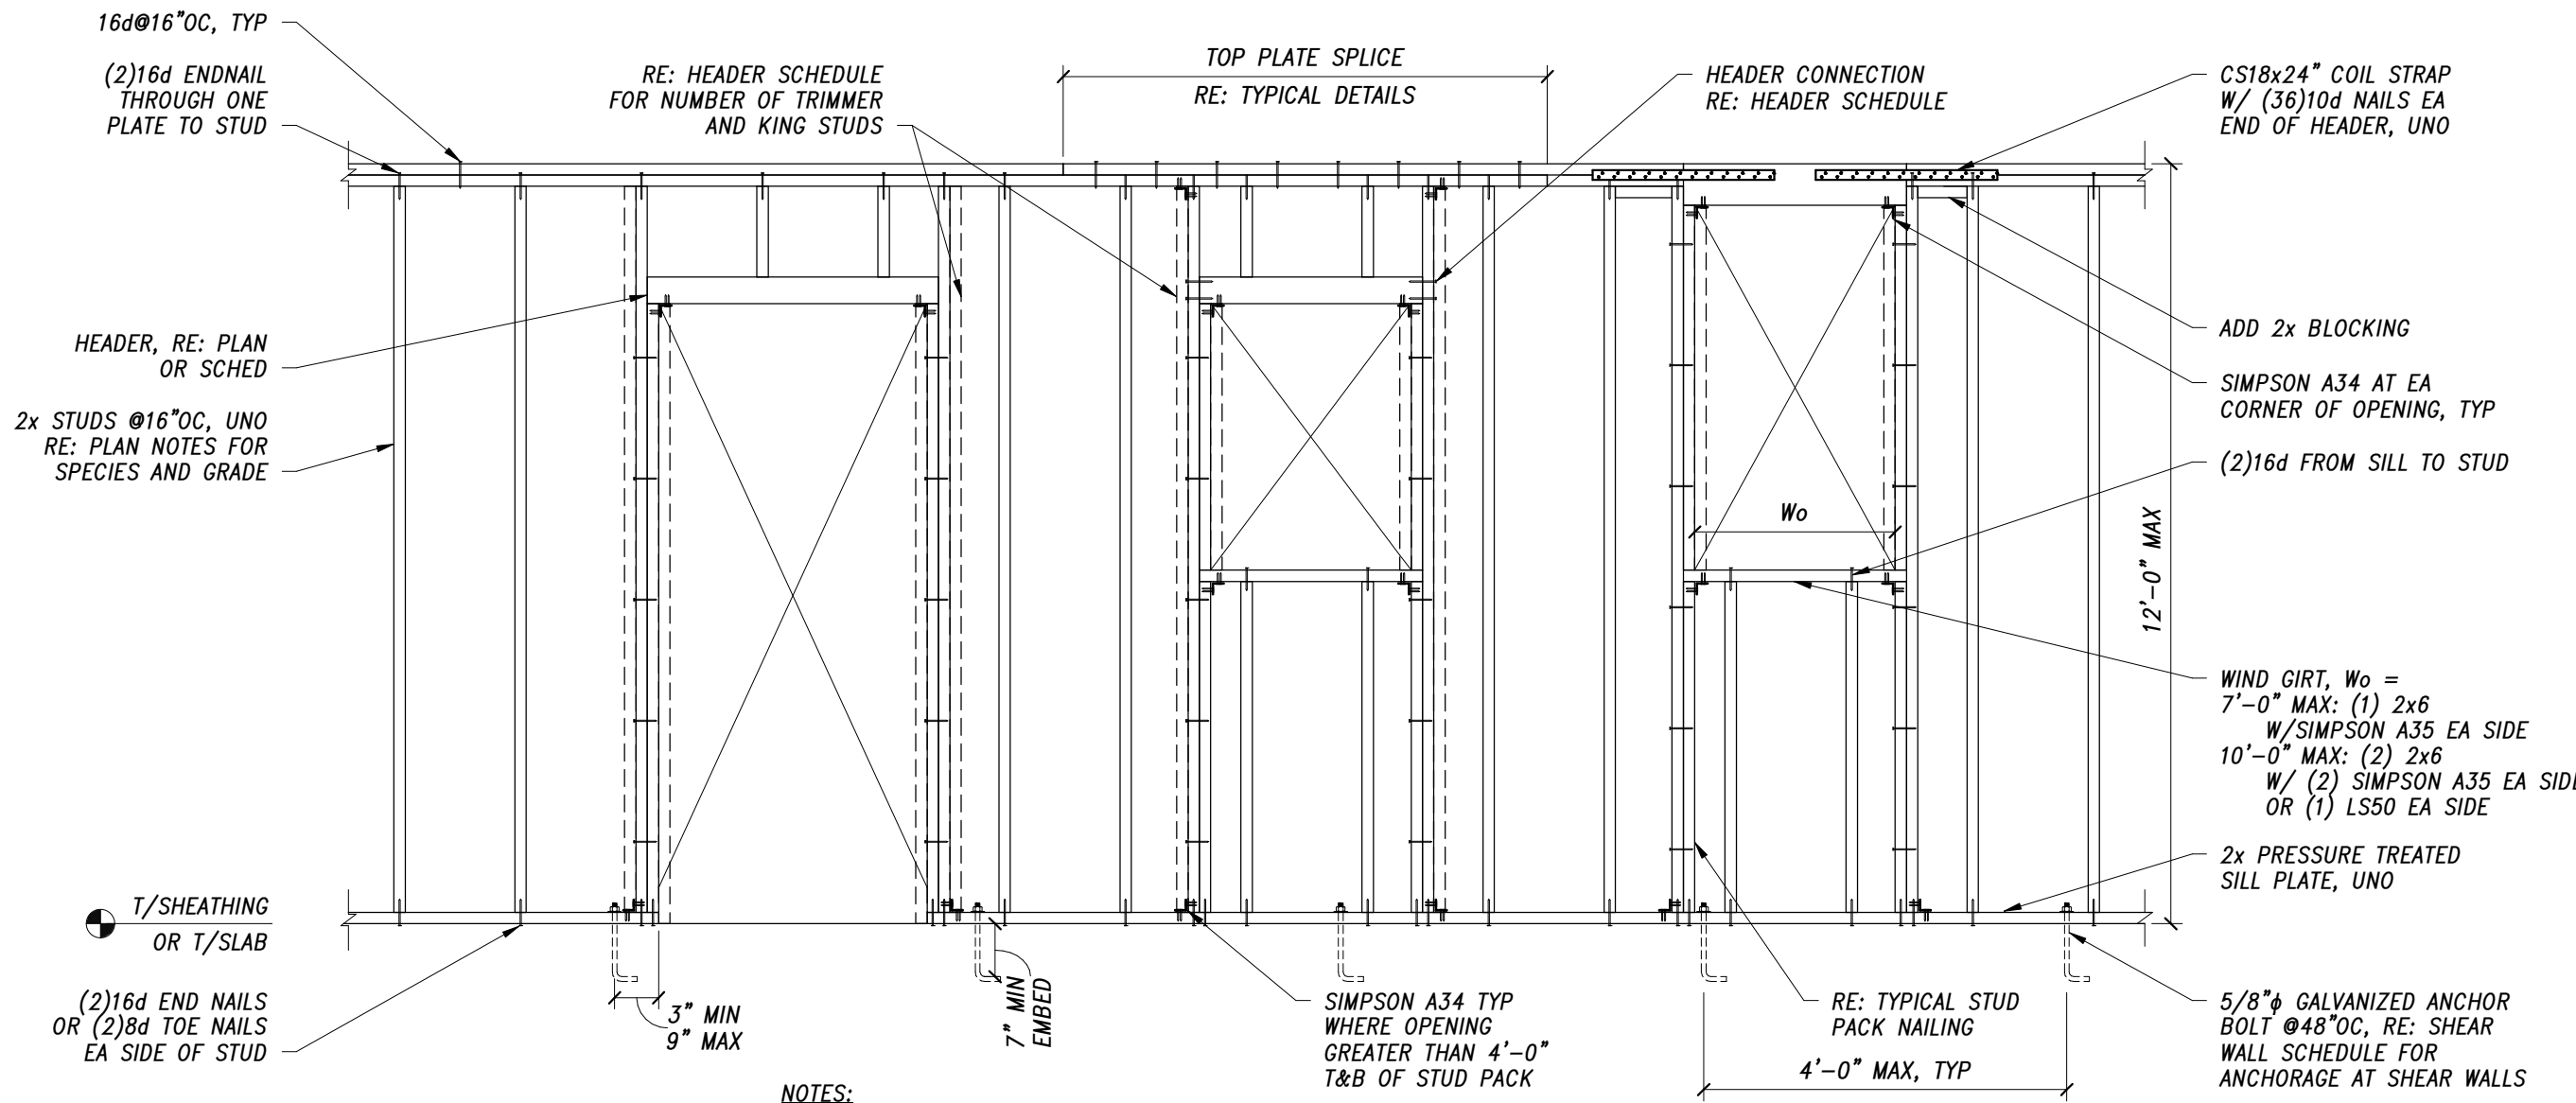 16d@16"OC, TYP
(2)16d ENDNAIL
THROUGH ONE
PLATE TO STUD
RE: HEADER SCHEDULE
FOR NUMBER OF TRIMMER
AND KING STUDS
TOP PLATE SPLICE
RE: TYPICAL DETAILS
HEADER CONNECTION
RE: HEADER SCHEDULE
CS18x24" COIL STRAP
W/ (36)10d NAILS EA
END OF HEADER, UNO
HEADER, RE: PLAN
OR SCHED
2x STUDS @16"OC, UNO
RE: PLAN NOTES FOR
SPECIES AND GRADE
ADD 2x BLOCKING
SIMPSON A34 AT EA
CORNER OF OPENING, TYP
(2)16d FROM SILL TO STUD
Wo
12'-0" MAX
WIND GIRT, Wo =
7'-0" MAX: (1) 2x6
W/SIMPSON A35 EA SIDE
10'-0" MAX: (2) 2x6
W/ (2) SIMPSON A35 EA SIDE
OR (1) LS50 EA SIDE
2x PRESSURE TREATED
SILL PLATE, UNO
T/SHEATHING
OR T/SLAB
(2)16d END NAILS
OR (2)8d TOE NAILS
EA SIDE OF STUD
3" MIN
9" MAX
7" MIN
EMBED
SIMPSON A34 TYP
WHERE OPENING
GREATER THAN 4'-0"
T&B OF STUD PACK
RE: TYPICAL STUD
PACK NAILING
4'-0" MAX, TYP
5/8"ϕ GALVANIZED ANCHOR
BOLT @48"OC, RE: SHEAR
WALL SCHEDULE FOR
ANCHORAGE AT SHEAR WALLS
NOTES: